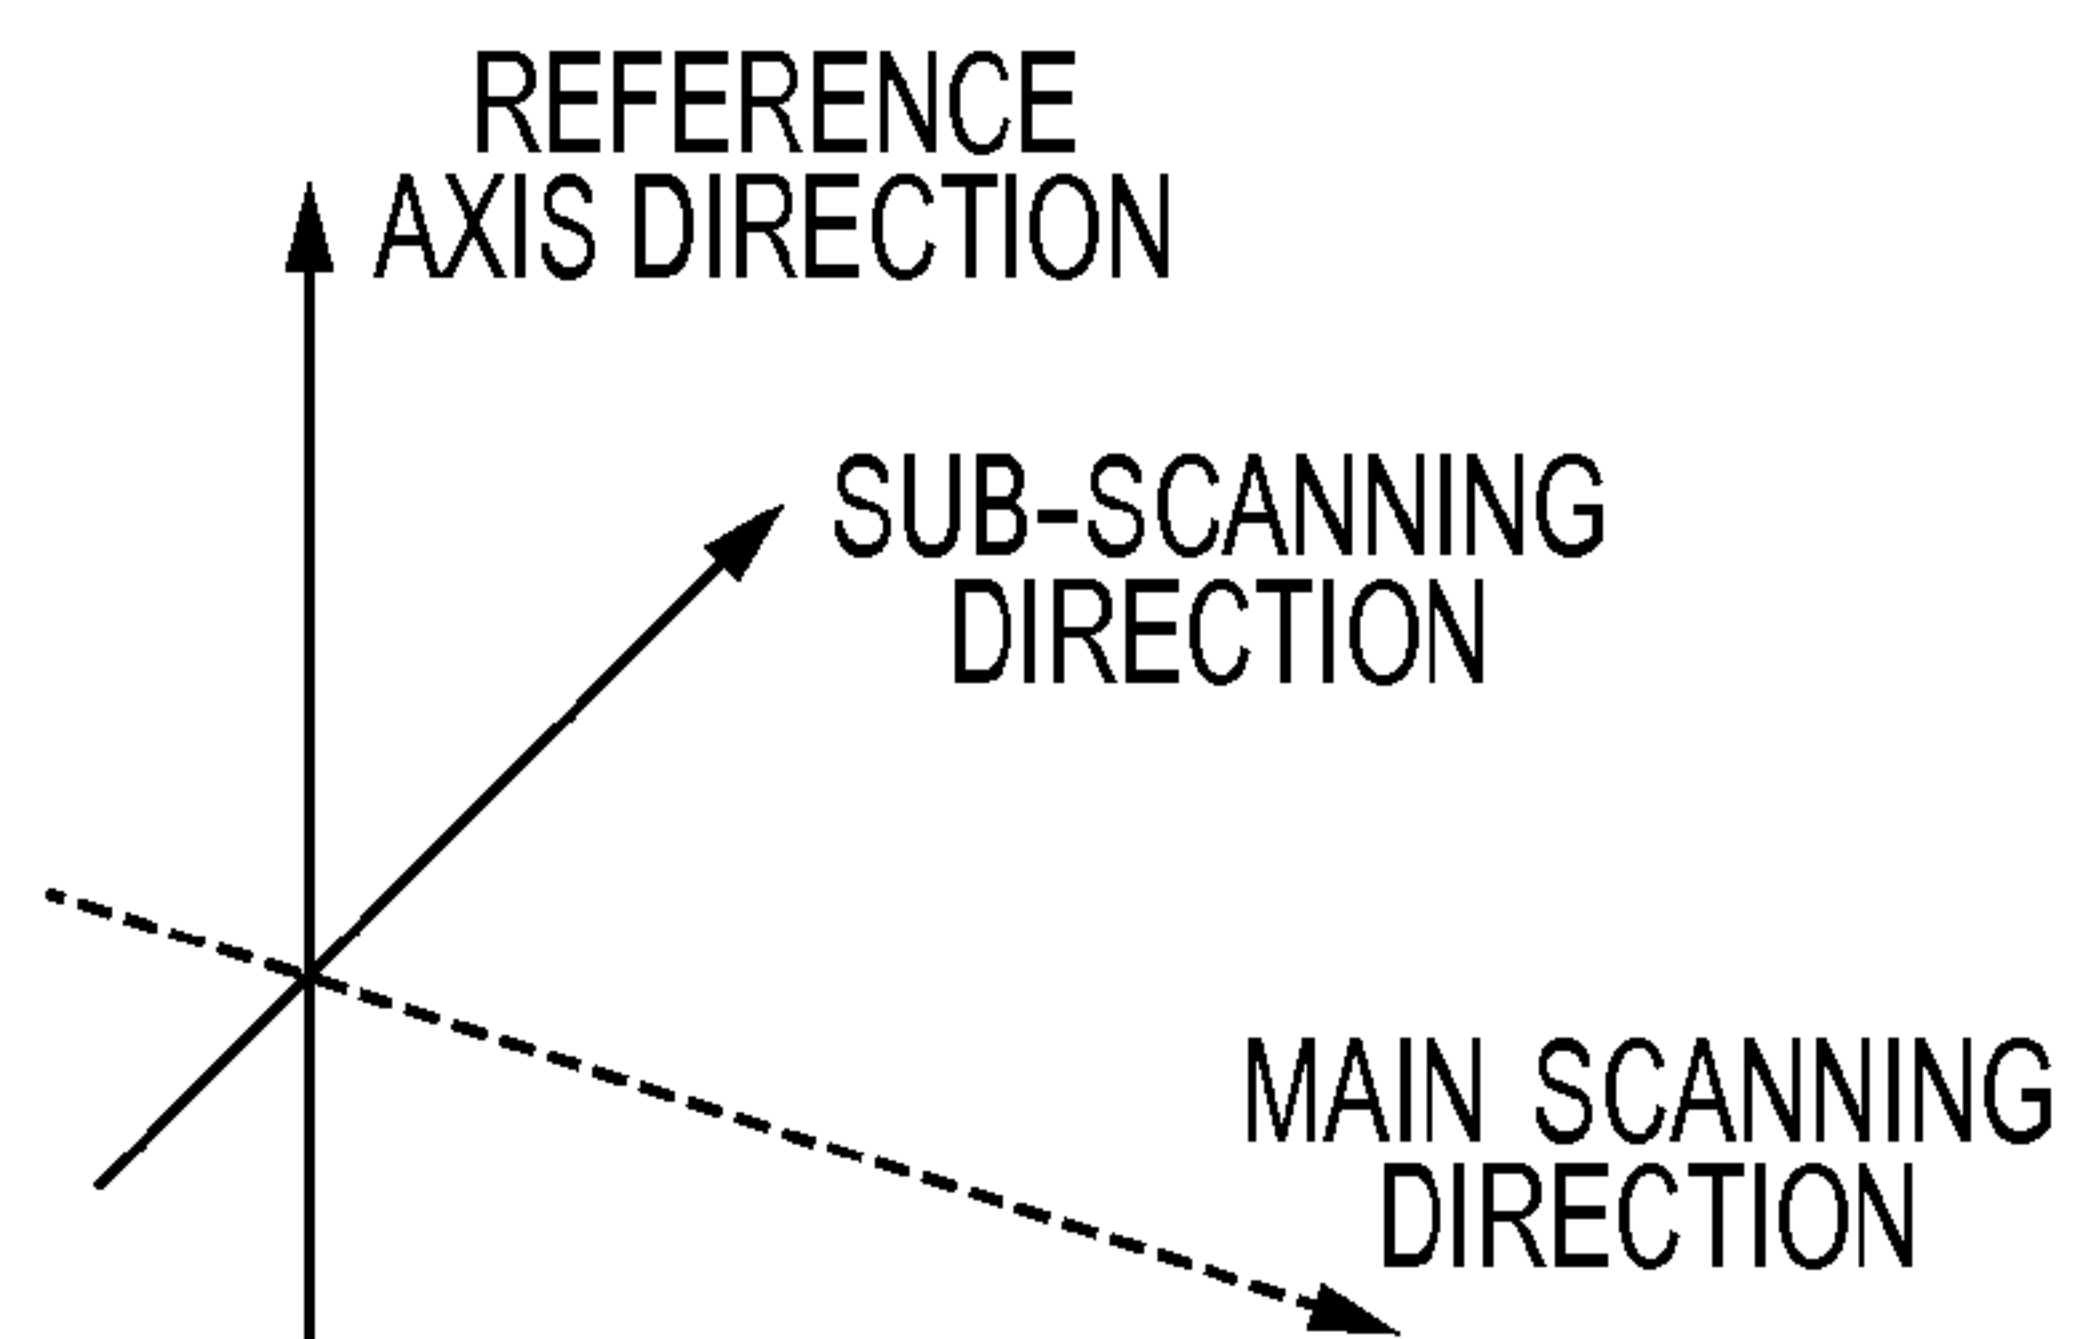 REFERENCE
AXIS DIRECTION
SUB-SCANNING
DIRECTION
MAIN SCANNING
DIRECTION